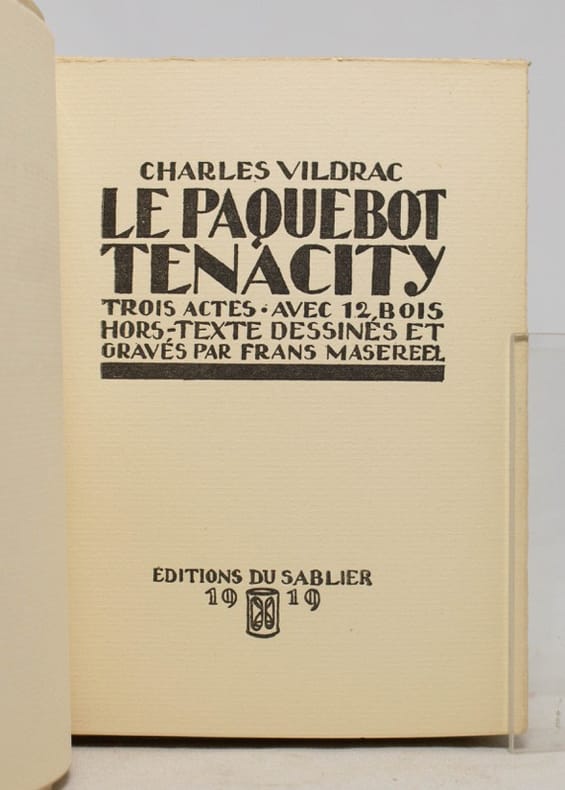 CHARLES VILDRAC
LE PAQUEBOT
TENACITY
TROIS ACTES • AVEC 12 BOIS
HORS-TEXTE DESSINÉS ET
GRAVÉS PAR FRANS MASEREEL
ÉDITIONS DU SABLIER
19 19